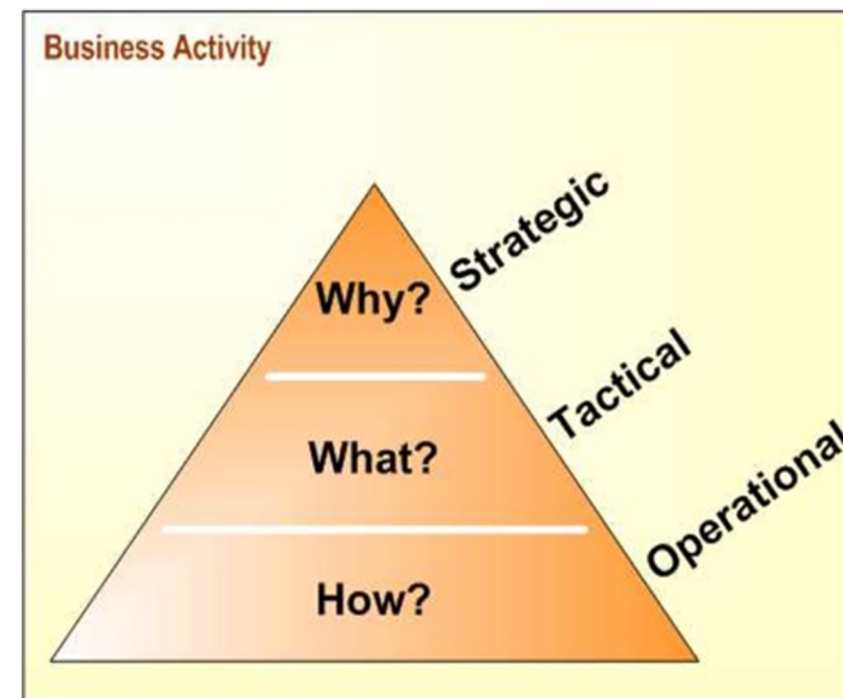 Business Activity
Why?
Strategic
What?
Tactical
How?
Operational